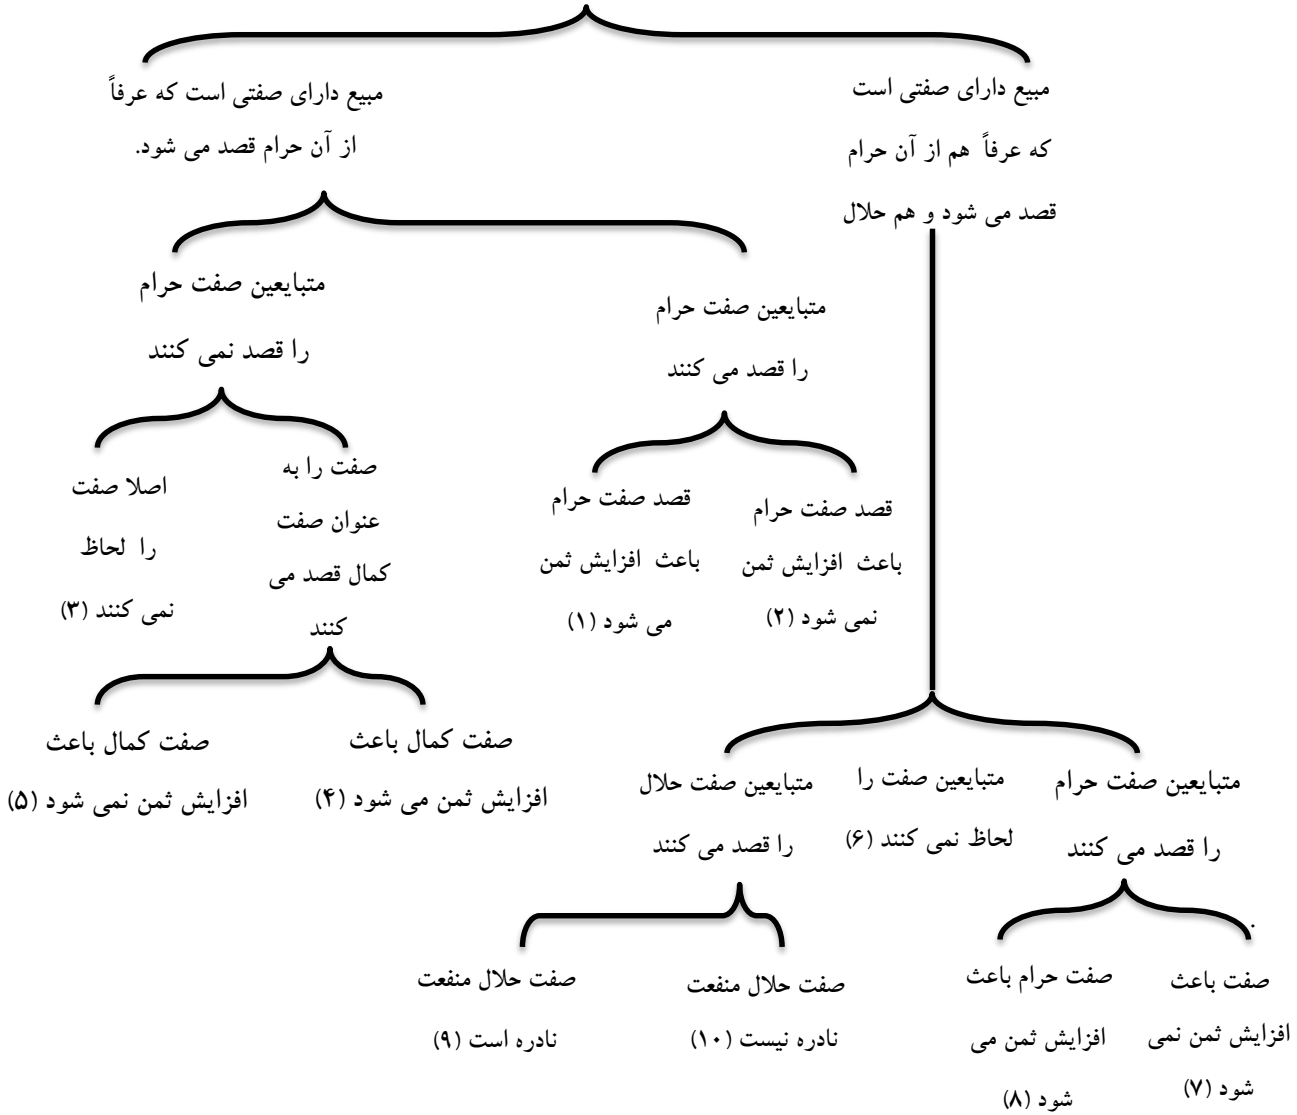 مبیع دارای صفتی است
که عرفاً هم از آن حرام
قصد می شود و هم حلال
مبیع دارای صفتی است که عرفاً
از آن حرام قصد می شود.
متبایعین صفت حرام
را قصد می کنند
متبایعین صفت حرام
را قصد نمی کنند
قصد صفت حرام
باعث افزایش ثمن
نمی شود (۲)
قصد صفت حرام
باعث افزایش ثمن
می شود (۱)
صفت را به
عنوان صفت
کمال قصد می
کنند
اصلا صفت
را لحاظ
نمی کنند (۳)
صفت کمال باعث
افزایش ثمن می شود (۴)
صفت کمال باعث
افزایش ثمن نمی شود (۵)
متبایعین صفت حرام
را قصد می کنند
متبایعین صفت را
لحاظ نمی کنند (۶)
متبایعین صفت حلال
را قصد می کنند
.
صفت باعث
افزایش ثمن نمی
شود (۷)
صفت حرام باعث
افزایش ثمن می
شود (۸)
صفت حلال منفعت
نادره نیست (۱۰)
صفت حلال منفعت
نادره است (۹)